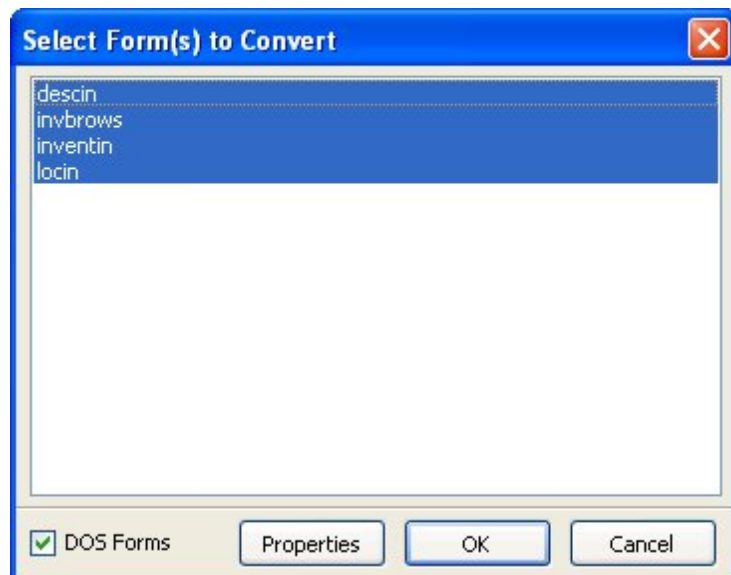 Select Form(s) to Convert
descin
invbrows
inventin
locin
DOS Forms Properties OK Cancel